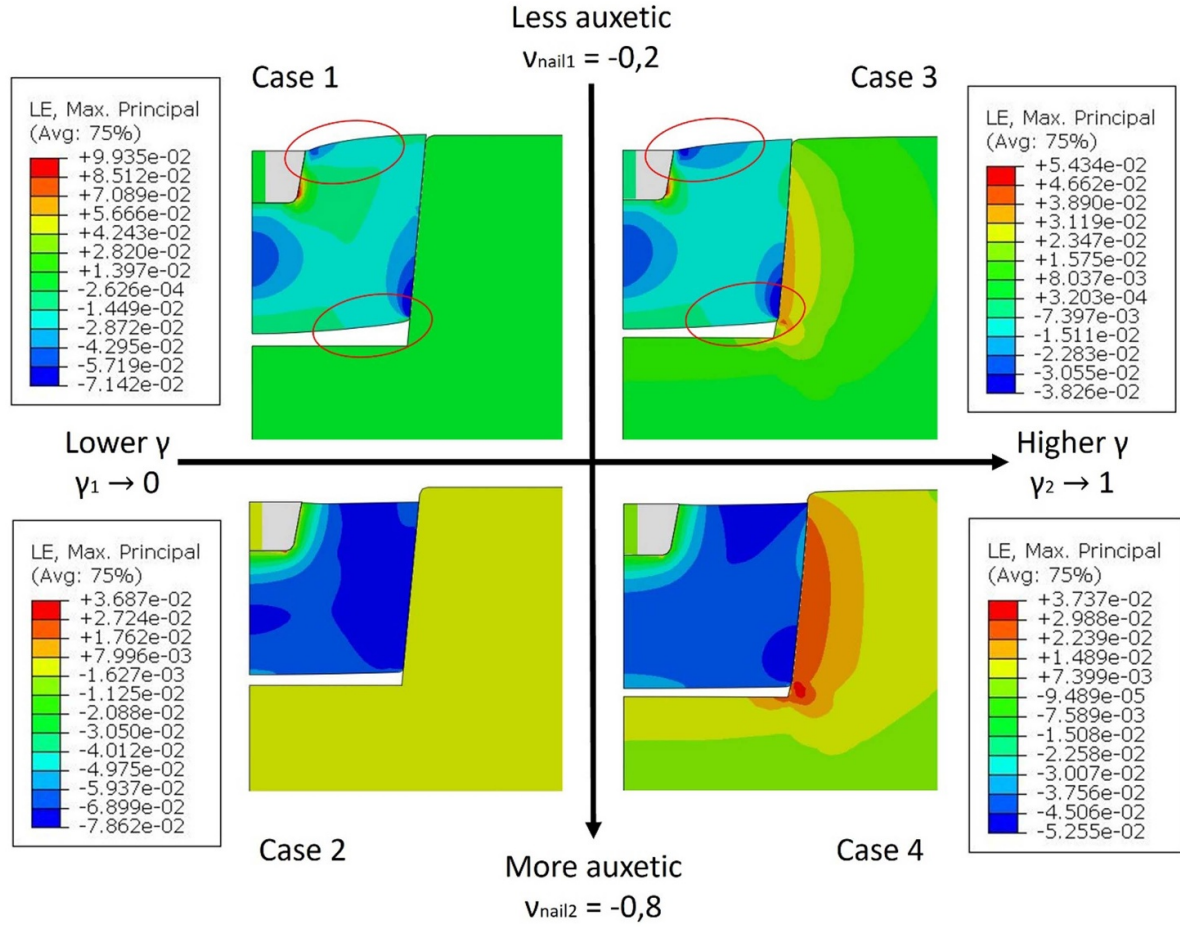 Less auxetic
νnail1 = -0,2
Case 1
Case 3
LE, Max. Principal
(Avg: 75%)
+9.935e-02
+8.512e-02
+7.089e-02
+5.666e-02
+4.243e-02
+2.820e-02
+1.397e-02
-2.626e-04
-1.449e-02
-2.872e-02
-4.295e-02
-5.719e-02
-7.142e-02
LE, Max. Principal
(Avg: 75%)
+5.434e-02
+4.662e-02
+3.890e-02
+3.119e-02
+2.347e-02
+1.575e-02
+8.037e-03
+3.203e-04
-7.397e-03
-1.511e-02
-2.283e-02
-3.055e-02
-3.826e-02
Lower γ
γ1 → 0
Higher γ
γ2 → 1
LE, Max. Principal
(Avg: 75%)
+3.687e-02
+2.724e-02
+1.762e-02
+7.996e-03
-1.627e-03
-1.125e-02
-2.088e-02
-3.050e-02
-4.012e-02
-4.975e-02
-5.937e-02
-6.899e-02
-7.862e-02
LE, Max. Principal
(Avg: 75%)
+3.737e-02
+2.988e-02
+2.239e-02
+1.489e-02
+7.399e-03
-9.489e-05
-7.589e-03
-1.508e-02
-2.258e-02
-3.007e-02
-3.756e-02
-4.506e-02
-5.255e-02
Case 2
Case 4
More auxetic
νnail2 = -0,8